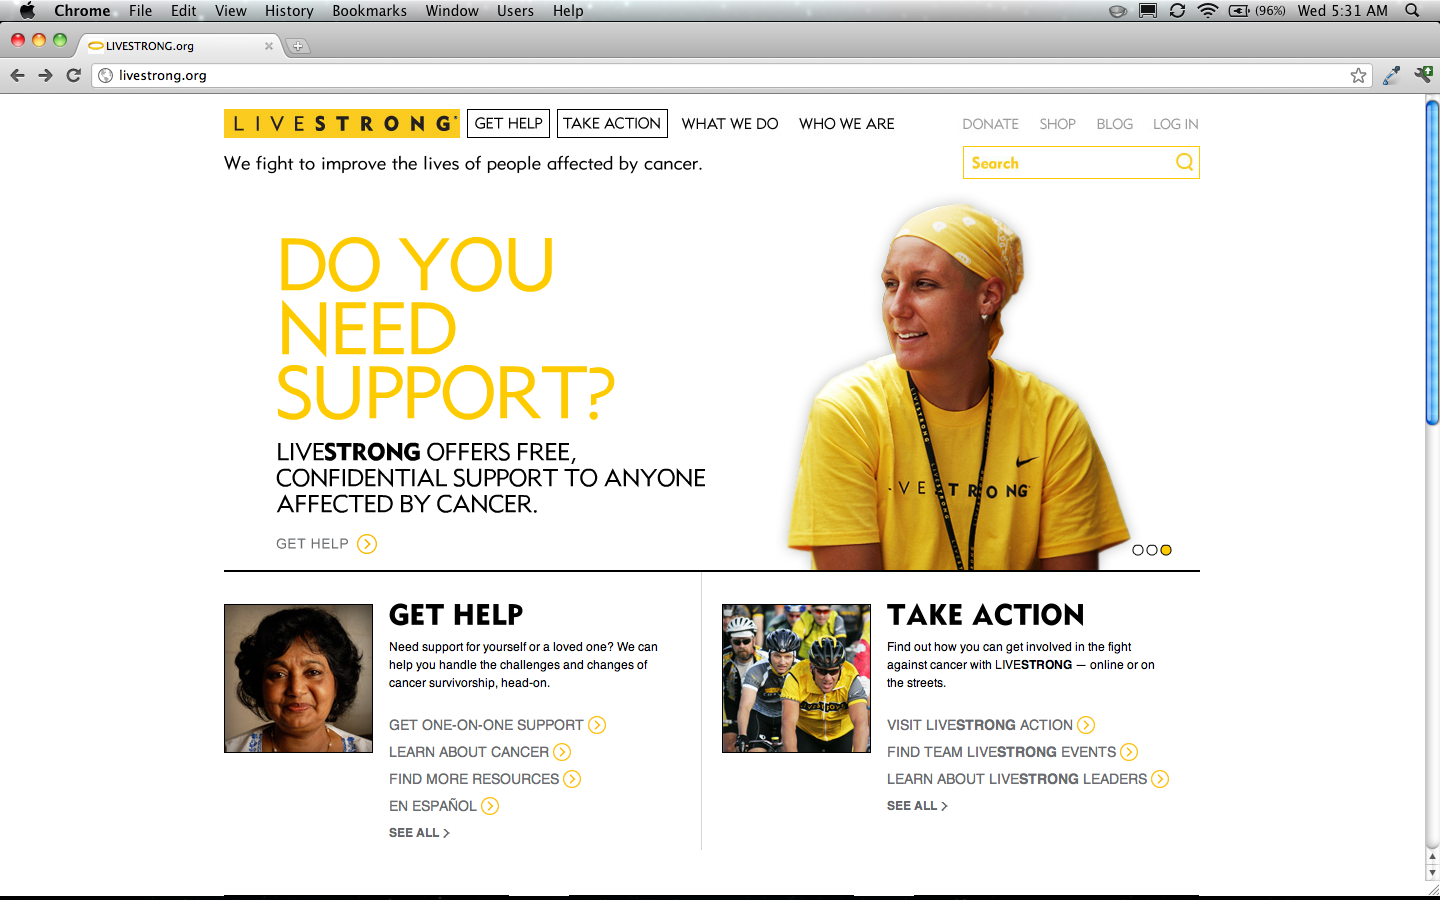 Chrome File Edit View History Bookmarks Window Users Help (96%) Wed 5:31 AM
LIVESTRONG.org
livestrong.org
LIVESTRONG GET HELP TAKE ACTION WHAT WE DO WHO WE ARE DONATE SHOP BLOG LOG IN
We fight to improve the lives of people affected by cancer.
Search
DO YOU
NEED
SUPPORT?
LIVESTRONG OFFERS FREE,
CONFIDENTIAL SUPPORT TO ANYONE
AFFECTED BY CANCER.
GET HELP
GET HELP
Need support for yourself or a loved one? We can
help you handle the challenges and changes of
cancer survivorship, head-on.
GET ONE-ON-ONE SUPPORT
LEARN ABOUT CANCER
FIND MORE RESOURCES
EN ESPAÑOL
SEE ALL >
TAKE ACTION
Find out how you can get involved in the fight
against cancer with LIVESTRONG — online or on
the streets.
VISIT LIVESTRONG ACTION
FIND TEAM LIVESTRONG EVENTS
LEARN ABOUT LIVESTRONG LEADERS
SEE ALL >